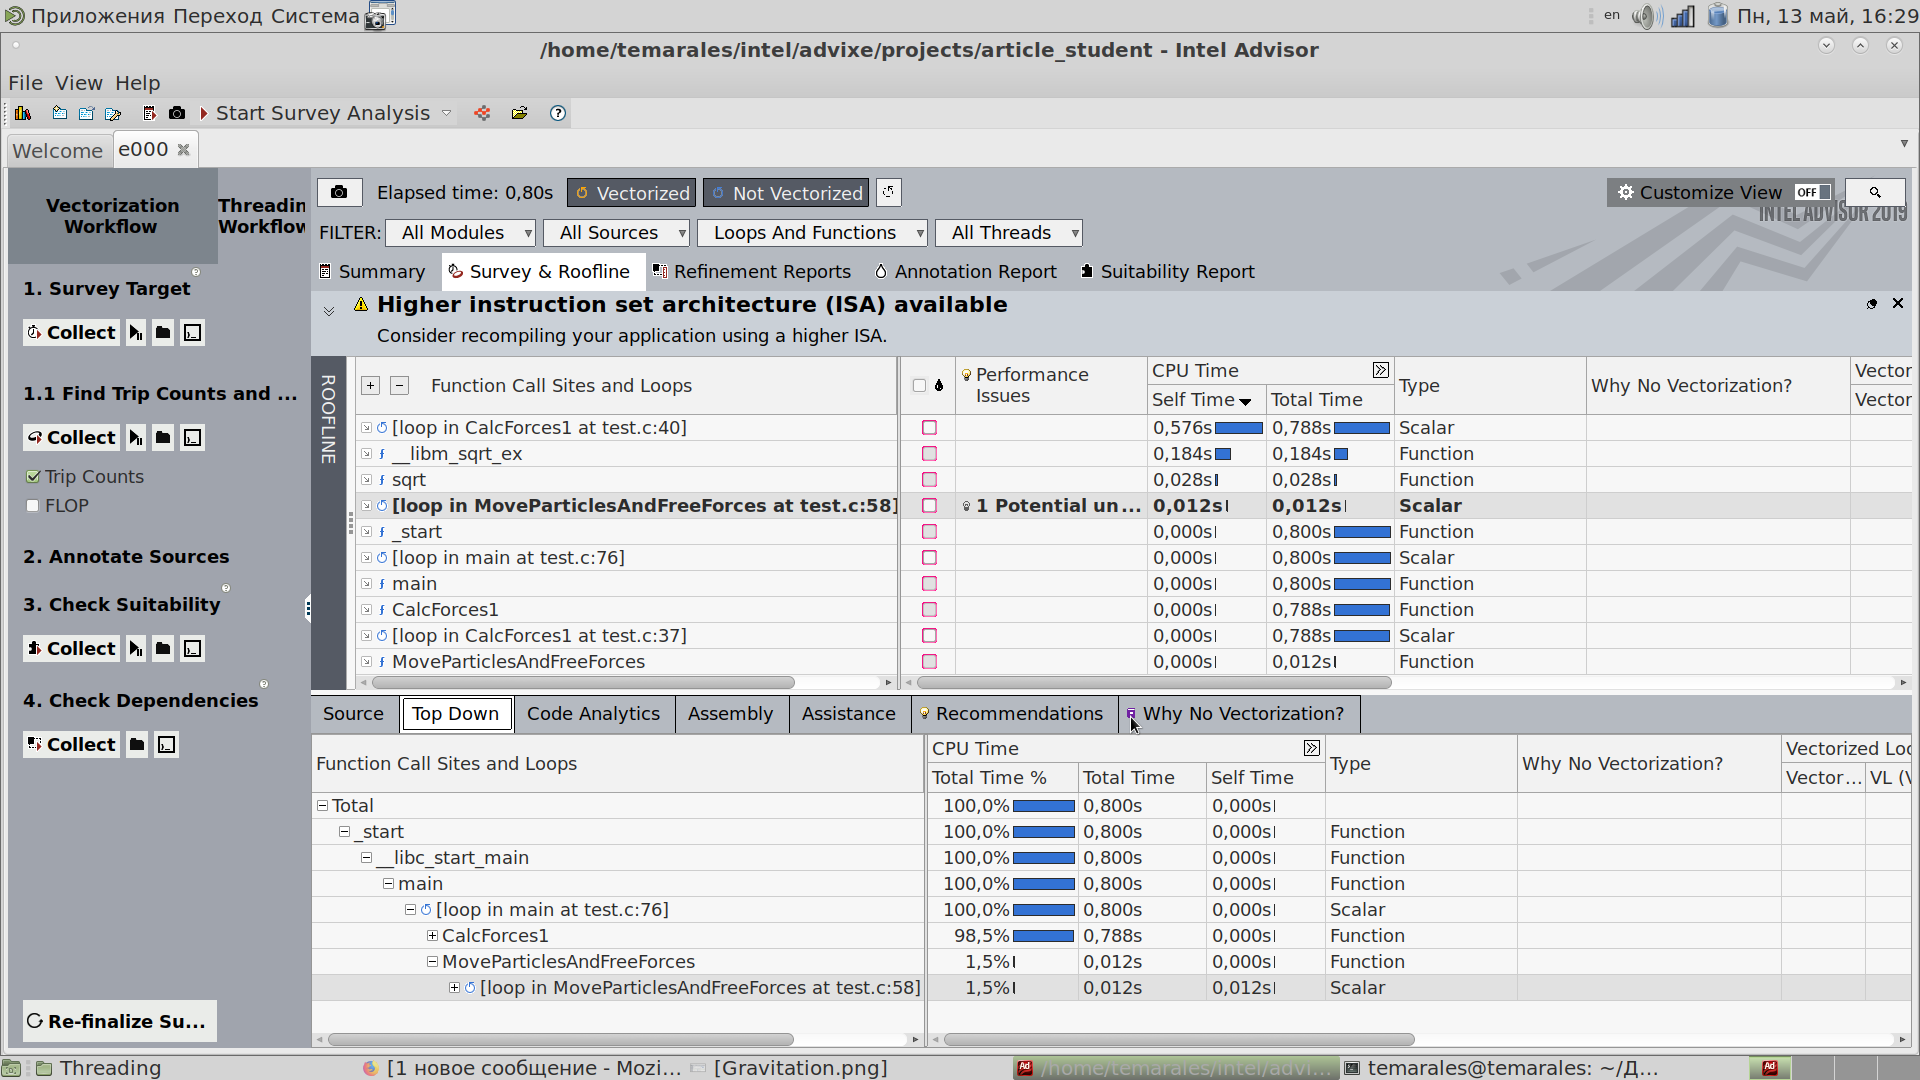 Приложения Переход Система en Пн, 13 май, 16:29
/home/temarales/intel/advixe/projects/article_student - Intel Advisor
File View Help
Start Survey Analysis
Welcome e000
Vectorization Workflow
Threadin
Workflow
Elapsed time: 0,80s Vectorized Not Vectorized Customize View OFF
INTEL ADVISOR 2019
FILTER: All Modules All Sources Loops And Functions All Threads
Summary Survey & Roofline Refinement Reports Annotation Report Suitability Report
Higher instruction set architecture (ISA) available
Consider recompiling your application using a higher ISA.
1. Survey Target
Collect
1.1 Find Trip Counts and ...
Collect
Trip Counts
FLOP
2. Annotate Sources
3. Check Suitability
Collect
4. Check Dependencies
Collect
Re-finalize Su...
ROOFLINE
Function Call Sites and Loops Performance Issues CPU Time Type Why No Vectorization? Vector
Self Time Total Time Vector
[loop in CalcForces1 at test.c:40] 0,576s 0,788s Scalar
__libm_sqrt_ex 0,184s 0,184s Function
sqrt 0,028s 0,028s Function
[loop in MoveParticlesAndFreeForces at test.c:58] 1 Potential un... 0,012s 0,012s Scalar
_start 0,000s 0,800s Function
[loop in main at test.c:76] 0,000s 0,800s Scalar
main 0,000s 0,800s Function
CalcForces1 0,000s 0,788s Function
[loop in CalcForces1 at test.c:37] 0,000s 0,788s Scalar
MoveParticlesAndFreeForces 0,000s 0,012s Function
Source Top Down Code Analytics Assembly Assistance Recommendations Why No Vectorization?
Function Call Sites and Loops CPU Time Type Why No Vectorization? Vectorized Loo
Total Time % Total Time Self Time Vector... VL (V
Total 100,0% 0,800s 0,000s
_start 100,0% 0,800s 0,000s Function
__libc_start_main 100,0% 0,800s 0,000s Function
main 100,0% 0,800s 0,000s Function
[loop in main at test.c:76] 100,0% 0,800s 0,000s Scalar
CalcForces1 98,5% 0,788s 0,000s Function
MoveParticlesAndFreeForces 1,5% 0,012s 0,000s Function
[loop in MoveParticlesAndFreeForces at test.c:58] 1,5% 0,012s 0,012s Scalar
Threading [1 новое сообщение - Mozi... [Gravitation.png] /home/temarales/intel/advi... temarales@temarales: ~/Д...